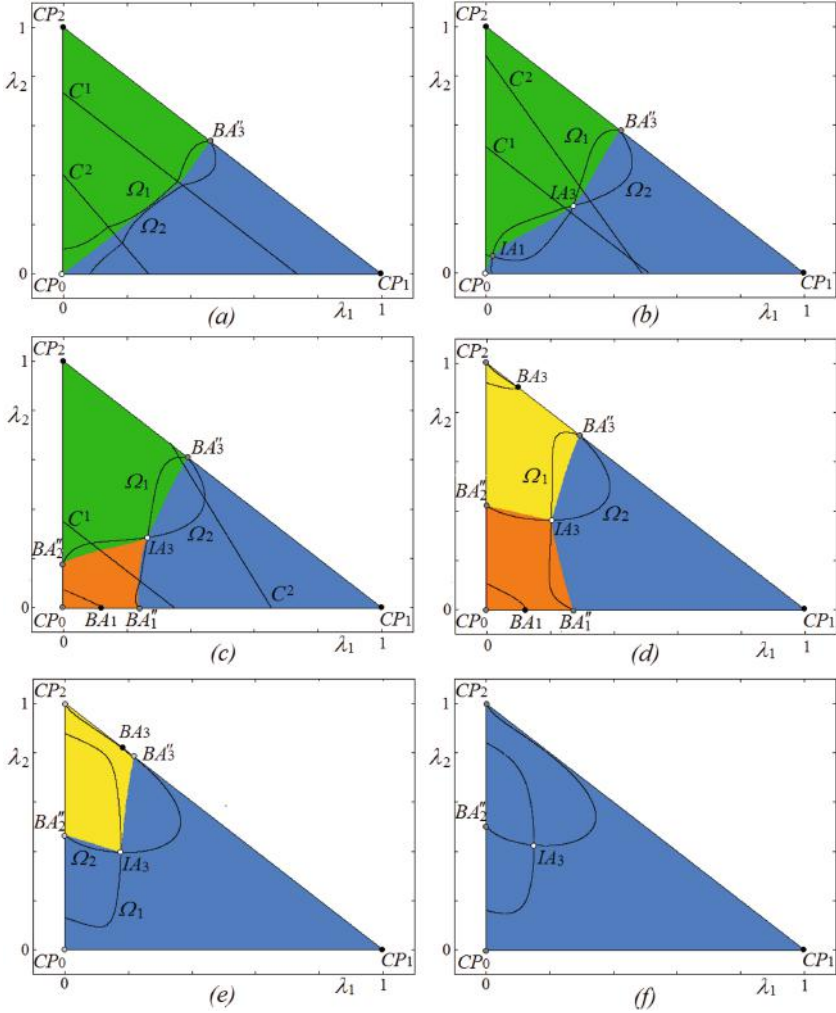 CP₂
1
λ₂
C¹
BA″₃
C²
Ω₁
Ω₂
0
CP₀
CP₁
0
λ₁
1
(a)
CP₂
1
λ₂
C²
BA″₃
C¹
Ω₁
IA₃
Ω₂
IA₁
0
CP₀
CP₁
0
λ₁
1
(b)
CP₂
1
λ₂
BA″₃
Ω₁
C¹
Ω₂
BA″₂
IA₃
C²
0
CP₀
BA₁
BA″₁
CP₁
0
λ₁
1
(c)
CP₂
1
BA₃
λ₂
BA″₃
Ω₁
BA″₂
Ω₂
IA₃
0
CP₀
BA₁
BA″₁
CP₁
0
λ₁
1
(d)
CP₂
1
BA₃
λ₂
BA″₃
BA″₂
Ω₂
IA₃
Ω₁
0
CP₀
CP₁
0
λ₁
1
(e)
CP₂
1
λ₂
BA″₂
IA₃
0
CP₀
CP₁
0
λ₁
1
(f)